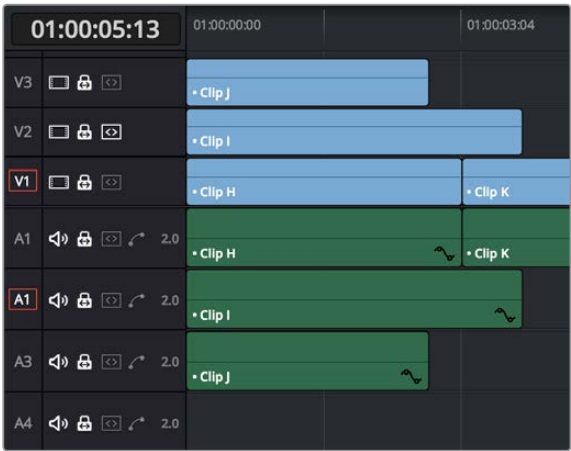 01:00:05:13
01:00:00:00
01:00:03:04
V3
• Clip J
V2
• Clip I
V1
• Clip H
• Clip K
A1
2.0
• Clip H
• Clip K
A1
2.0
• Clip I
A3
2.0
• Clip J
A4
2.0